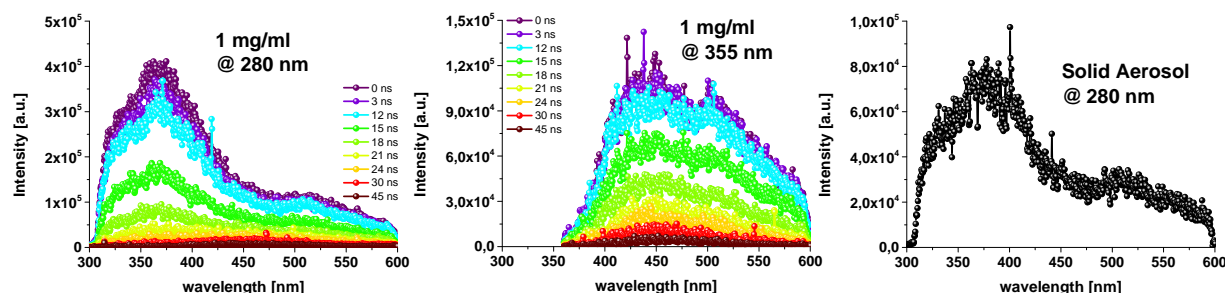 5x10⁵
4x10⁵
3x10⁵
2x10⁵
1x10⁵
0
Intensity [a.u.]
1 mg/ml
@ 280 nm
0 ns
3 ns
12 ns
15 ns
18 ns
21 ns
24 ns
30 ns
45 ns
300 350 400 450 500 550 600
wavelength [nm]
1,5x10⁵
1,2x10⁵
9,0x10⁴
6,0x10⁴
3,0x10⁴
0,0
Intensity [a.u.]
0 ns
3 ns
12 ns
15 ns
18 ns
21 ns
24 ns
30 ns
45 ns
1 mg/ml
@ 355 nm
300 350 400 450 500 550 600
wavelength [nm]
1,0x10⁵
8,0x10⁴
6,0x10⁴
4,0x10⁴
2,0x10⁴
0,0
Intensity [a.u.]
Solid Aerosol
@ 280 nm
300 350 400 450 500 550 600
wavelength [nm]